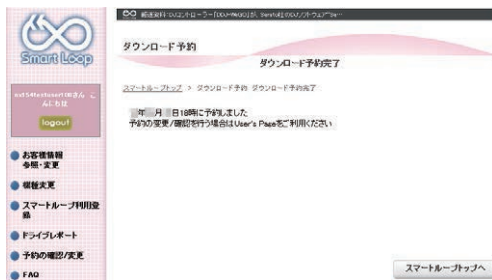 Smart Loop
logout
お客様情報
参照・変更
機種変更
スマートループ利用登
録
ドライブレポート
予約の確認/変更
FAQ
ダウンロード予約
ダウンロード予約完了
スマートループトップ > ダウンロード予約 ダウンロード予約完了
年 月 日18時に予約しました
予約の変更/確認を行う場合はUser's Pageをご利用ください
スマートループトップへ